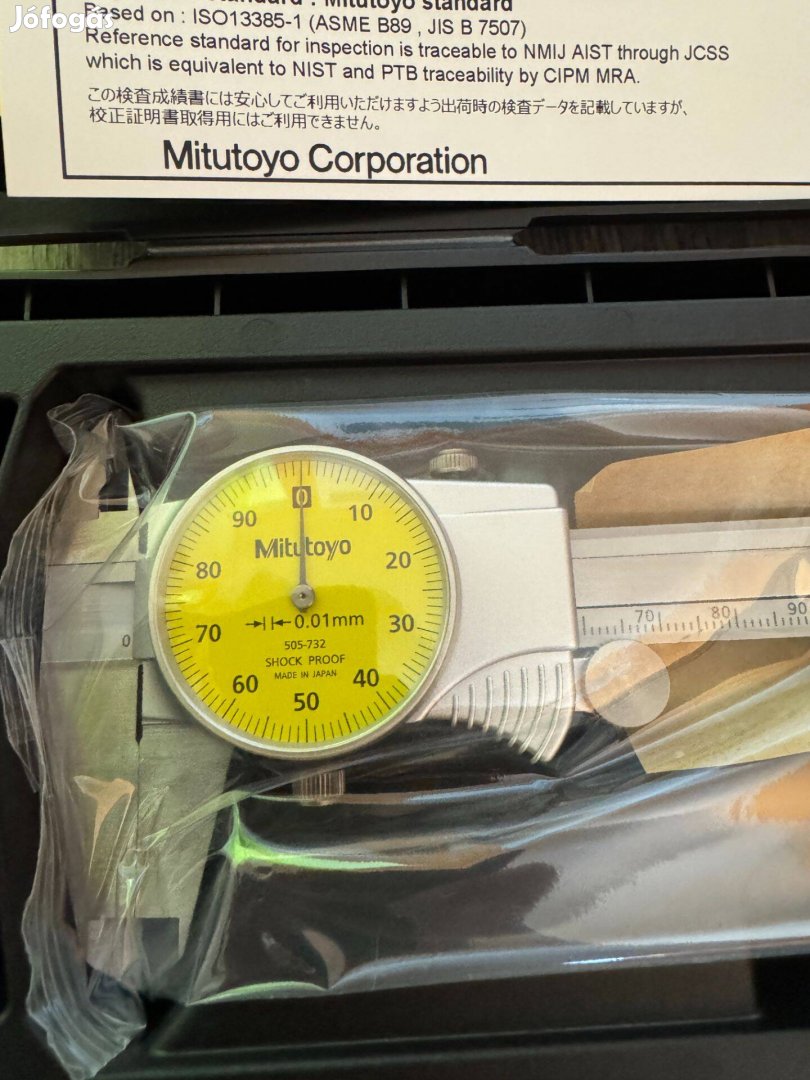 Jófogás
standard : Mitutoyo standard
Based on : ISO13385-1 (ASME B89 , JIS B 7507)
Reference standard for inspection is traceable to NMIJ AIST through JCSS
which is equivalent to NIST and PTB traceability by CIPM MRA.
この検査成績書には安心してご利用いただけますよう出荷時の検査データを記載していますが、
校正証明書取得用にはご利用できません。
Mitutoyo Corporation
0
90 10
Mitutoyo
80 20
0.01mm
70 30
505-732
SHOCK PROOF
MADE IN JAPAN
60 40
50
0
70 80 90